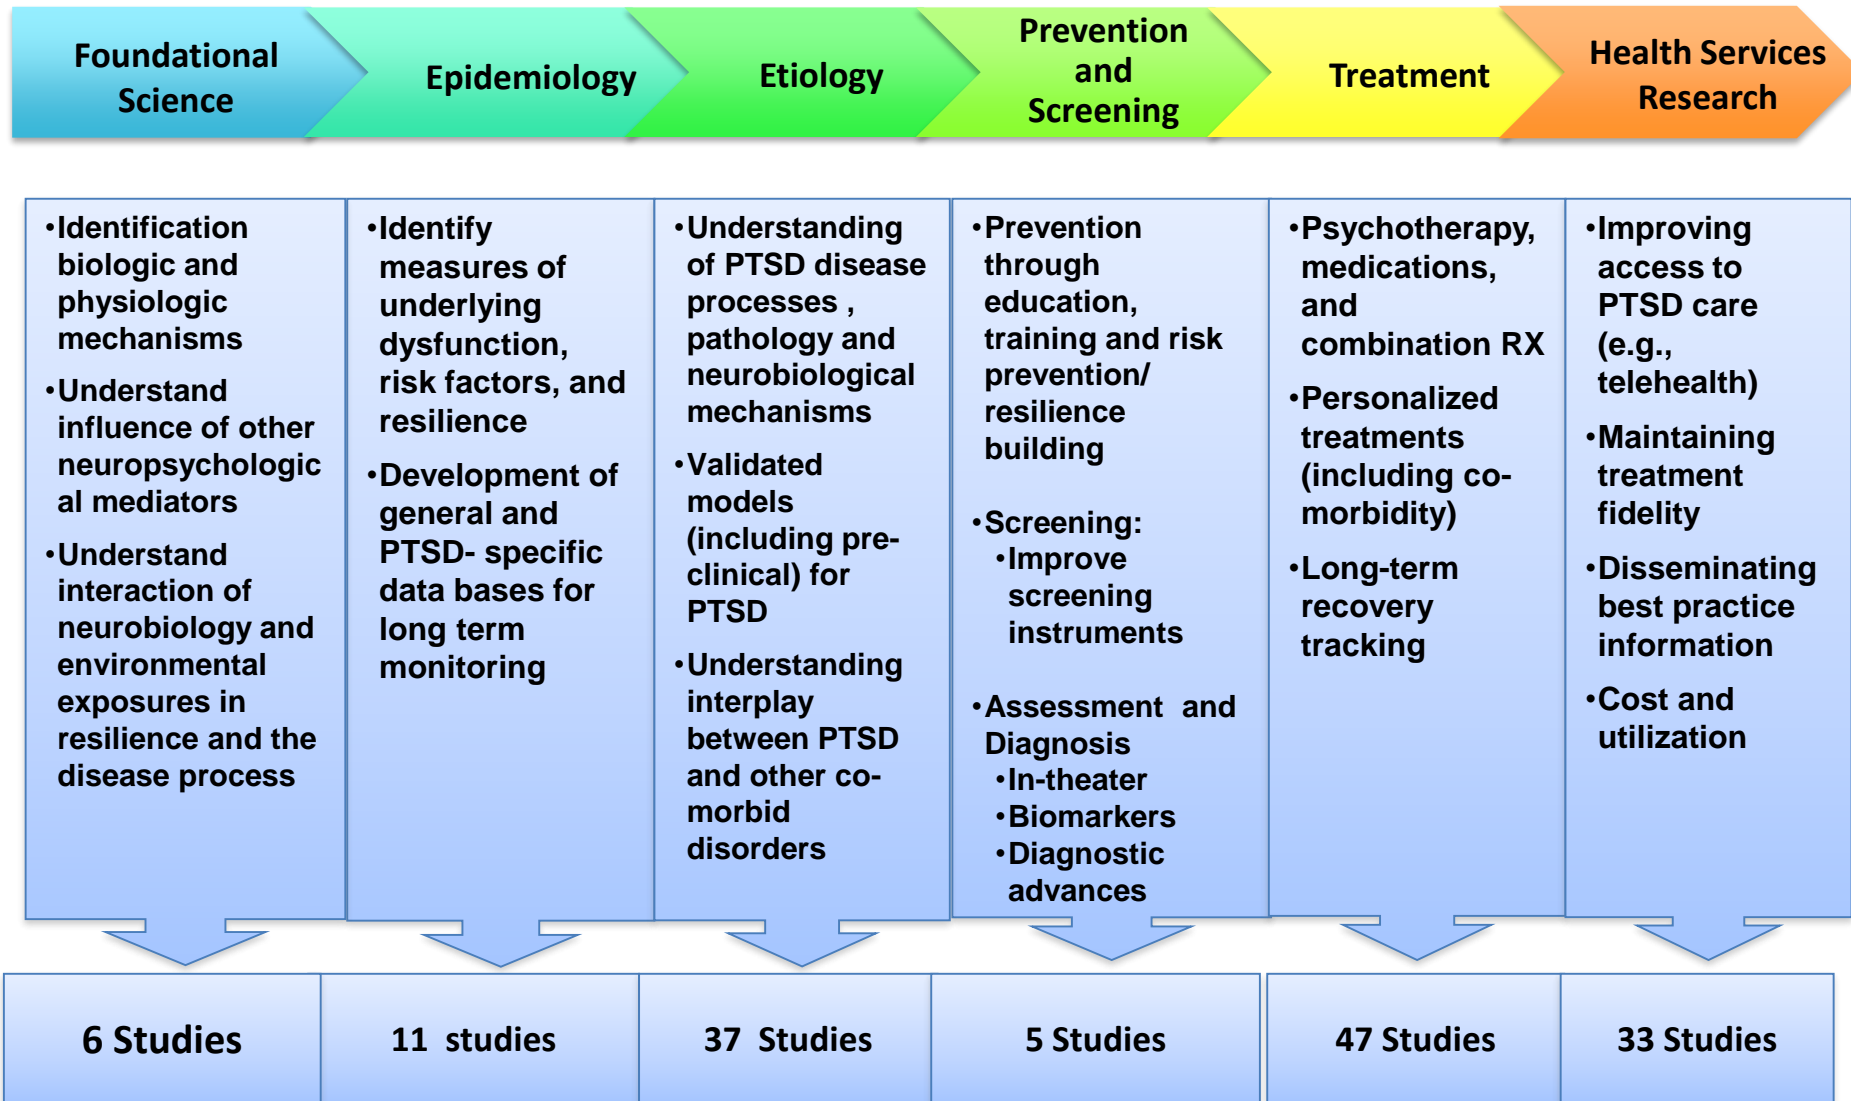 Foundational
Science
Epidemiology
Etiology
Prevention
and
Screening
Treatment
Health Services
Research
•Identification
biologic and
physiologic
mechanisms
•Understand
influence of other
neuropsychologic
al mediators
•Understand
interaction of
neurobiology and
environmental
exposures in
resilience and the
disease process
•Identify
measures of
underlying
dysfunction,
risk factors, and
resilience
•Development of
general and
PTSD- specific
data bases for
long term
monitoring
•Understanding
of PTSD disease
processes ,
pathology and
neurobiological
mechanisms
•Validated
models
(including pre-
clinical) for
PTSD
•Understanding
interplay
between PTSD
and other co-
morbid
disorders
•Prevention
through
education,
training and risk
prevention/
resilience
building
•Screening:
•Improve
screening
instruments
•Assessment and
Diagnosis
•In-theater
•Biomarkers
•Diagnostic
advances
•Psychotherapy,
medications,
and
combination RX
•Personalized
treatments
(including co-
morbidity)
•Long-term
recovery
tracking
•Improving
access to
PTSD care
(e.g.,
telehealth)
•Maintaining
treatment
fidelity
•Disseminating
best practice
information
•Cost and
utilization
6 Studies
11 studies
37 Studies
5 Studies
47 Studies
33 Studies